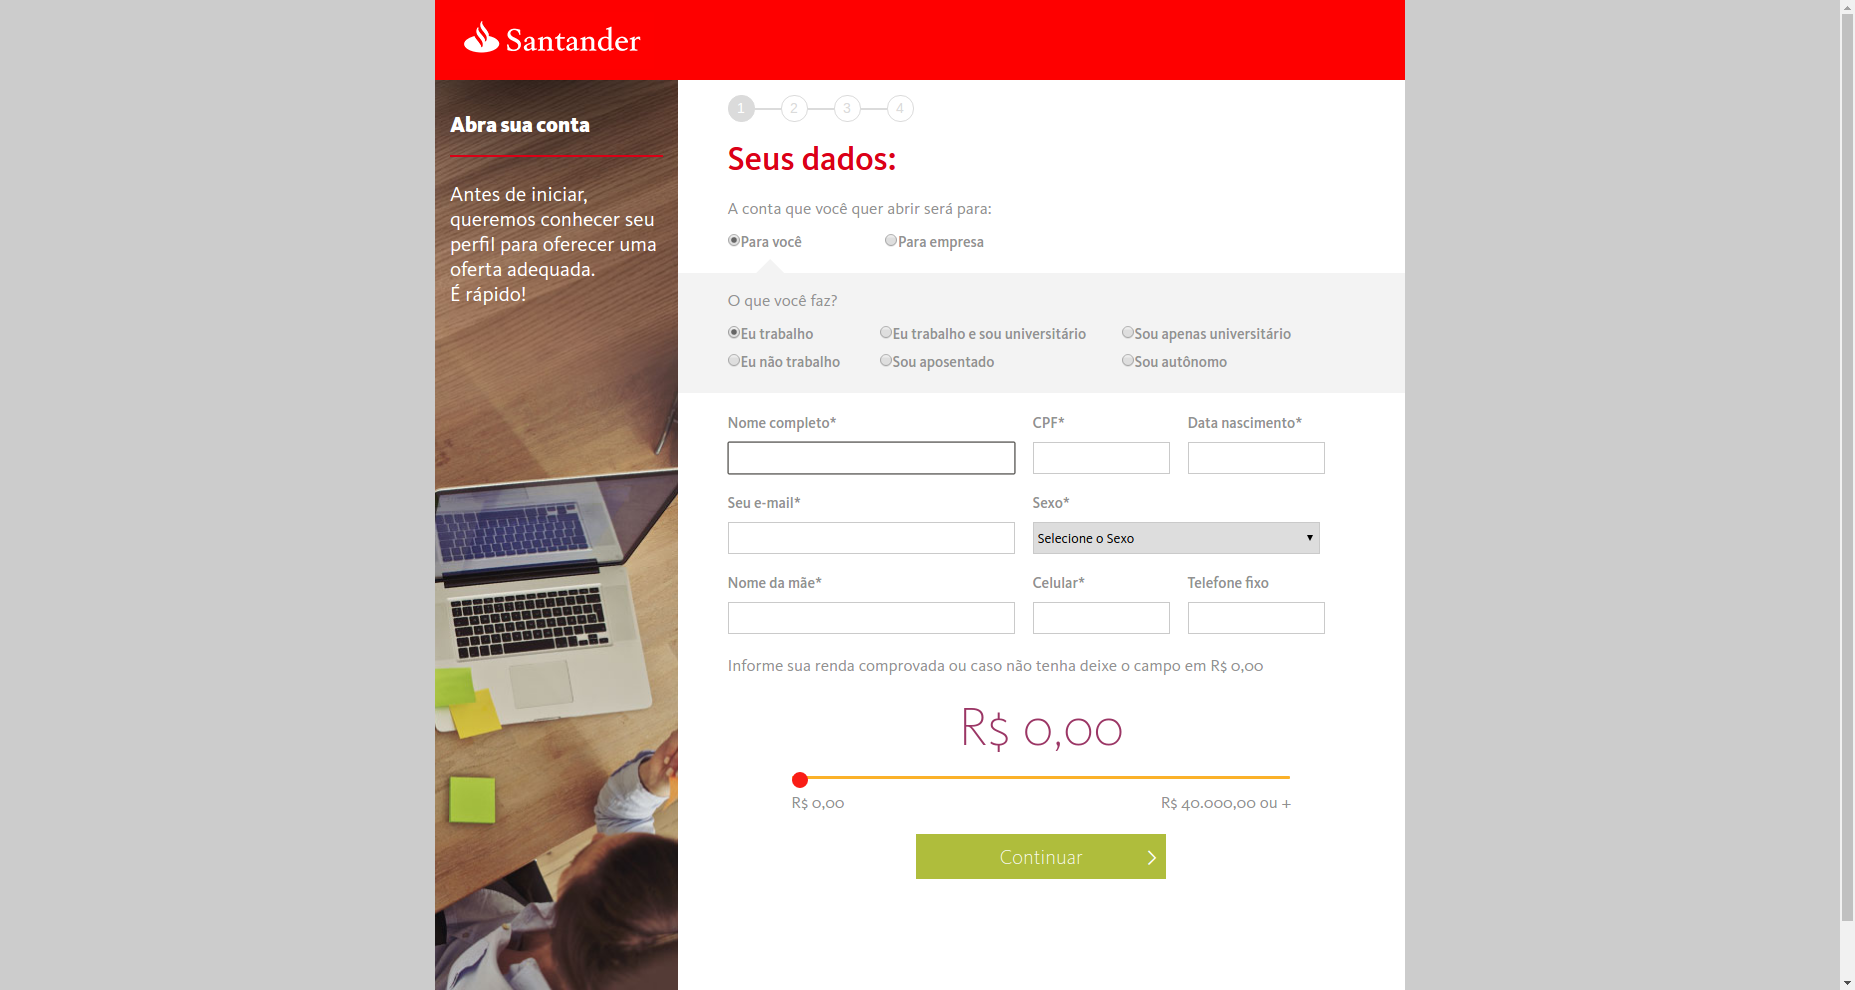 Santander
Abra sua conta
Antes de iniciar,
queremos conhecer seu
perfil para oferecer uma
oferta adequada.
É rápido!
1 2 3 4
Seus dados:
A conta que você quer abrir será para:
Para você Para empresa
O que você faz?
Eu trabalho Eu trabalho e sou universitário Sou apenas universitário
Eu não trabalho Sou aposentado Sou autônomo
Nome completo* CPF* Data nascimento*
Seu e-mail* Sexo*
Selecione o Sexo
Nome da mãe* Celular* Telefone fixo
Informe sua renda comprovada ou caso não tenha deixe o campo em R$ 0,00
R$ 0,00
R$ 0,00 R$ 40.000,00 ou +
Continuar